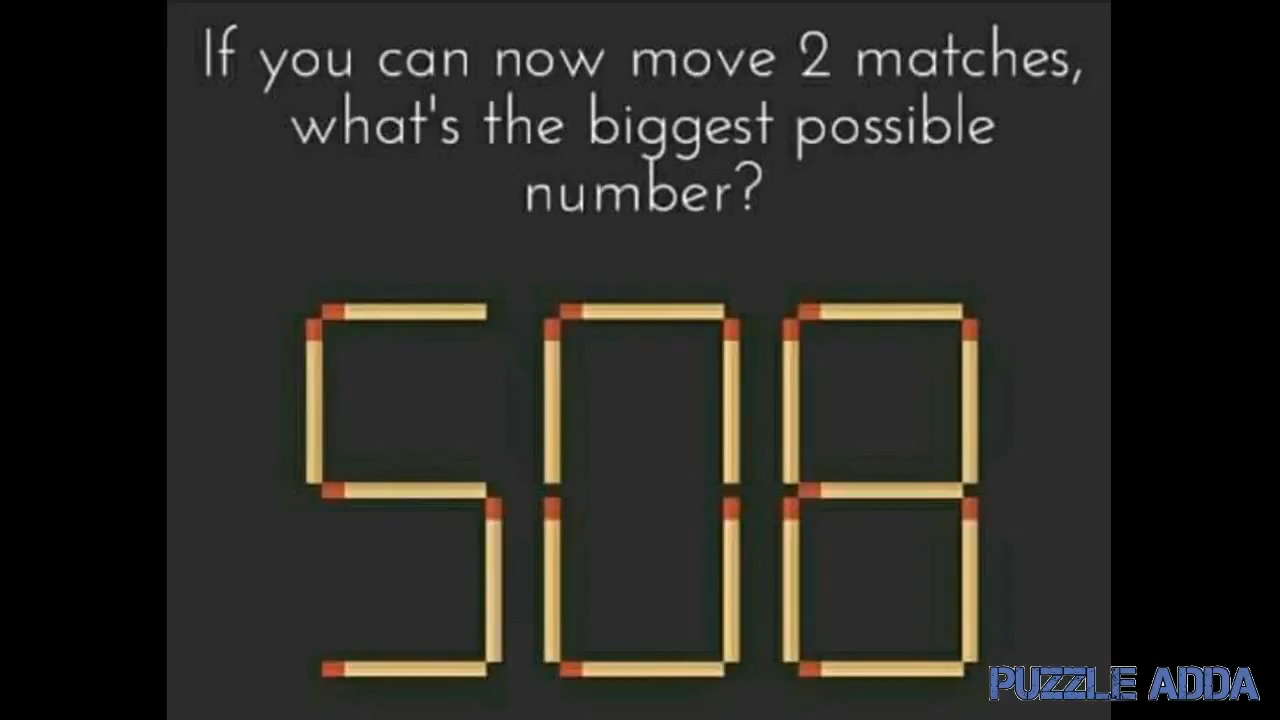 If you can now move 2 matches,
what's the biggest possible
number?
508
PUZZLE ADDA